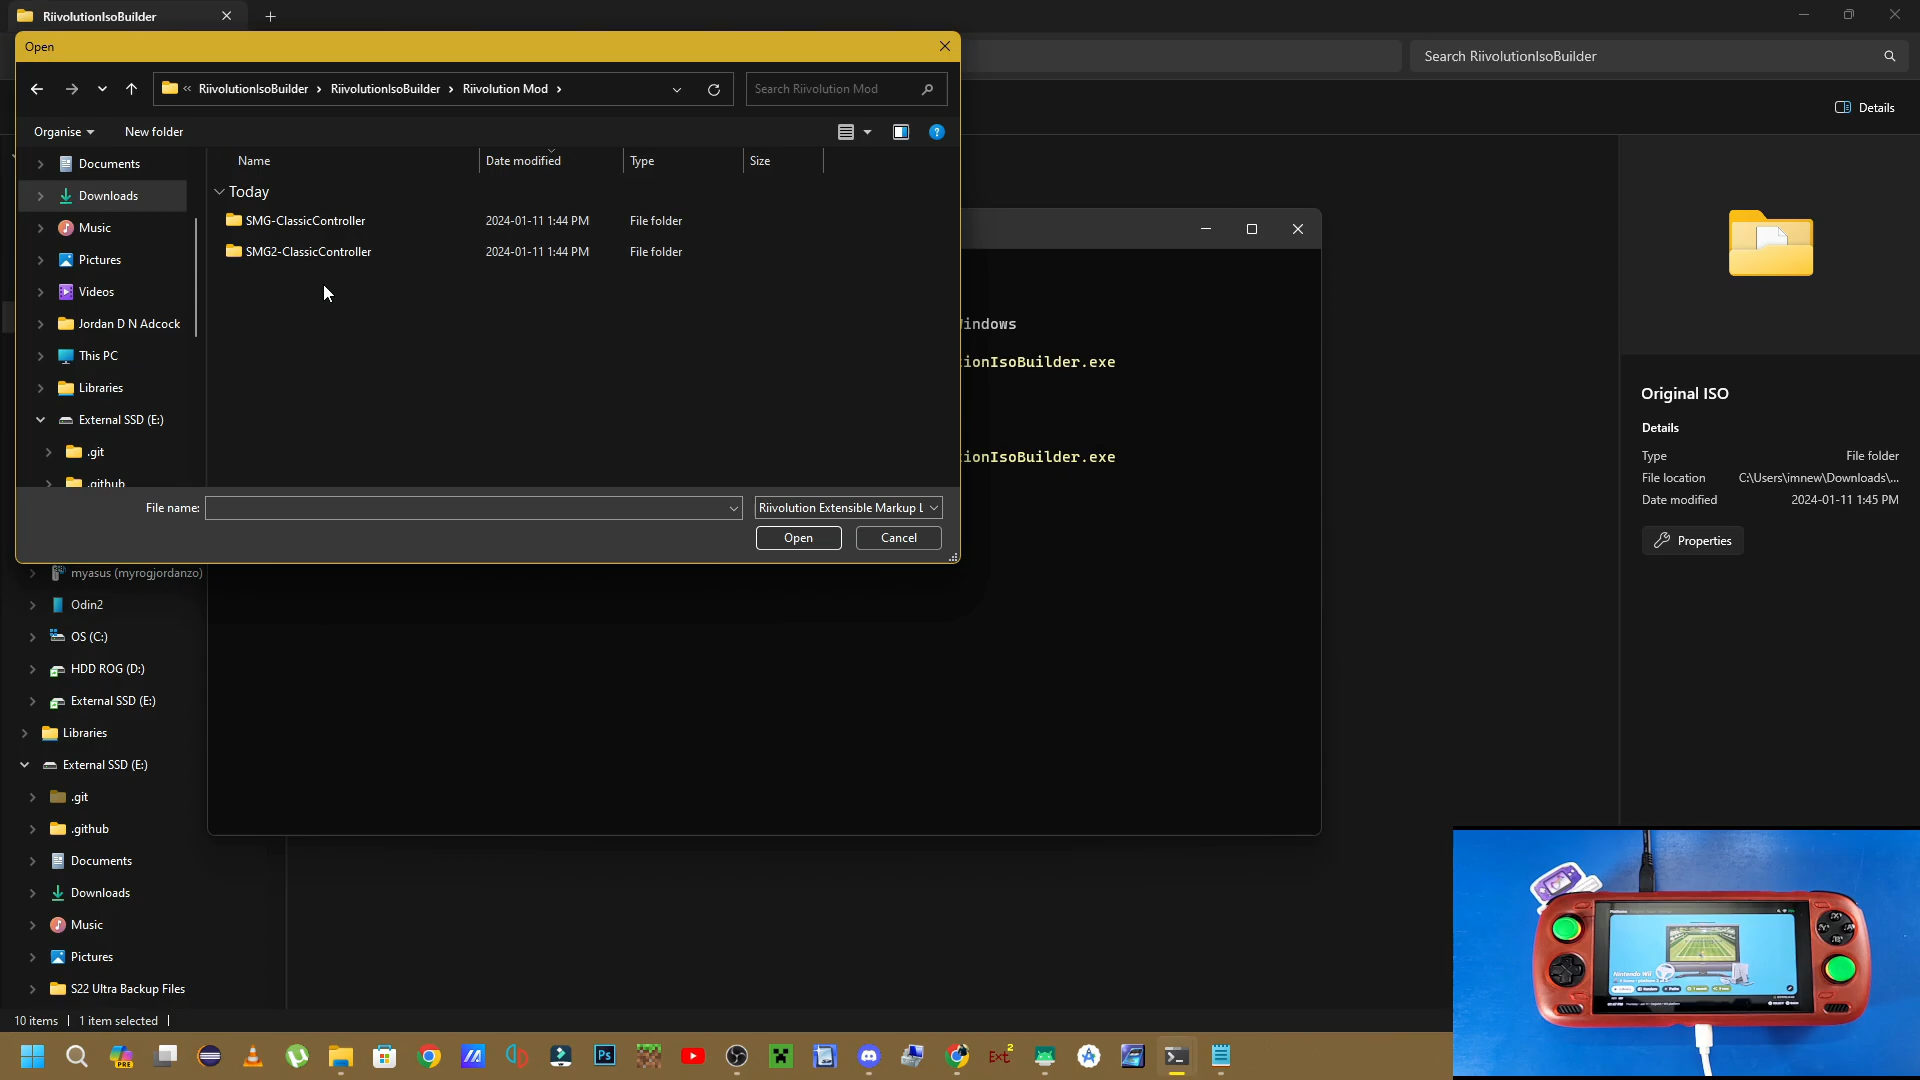 RiivolutionIsoBuilder
Search RiivolutionIsoBuilder
Details
Open
RiivolutionIsoBuilder
RiivolutionIsoBuilder
Riivolution Mod
Search Riivolution Mod
Organise
New folder
Name
Date modified
Type
Size
Today
SMG-ClassicController
2024-01-11 1:44 PM
File folder
SMG2-ClassicController
2024-01-11 1:44 PM
File folder
Documents
Downloads
Music
Pictures
Videos
Jordan D N Adcock
This PC
Libraries
External SSD (E:)
.git
.github
File name:
Riivolution Extensible Markup L
Open
Cancel
indows
ionIsoBuilder.exe
ionIsoBuilder.exe
Original ISO
Details
Type
File folder
File location
C:\Users\imnew\Downloads\...
Date modified
2024-01-11 1:45 PM
Properties
myasus (myrogjordanzo)
Odin2
OS (C:)
HDD ROG (D:)
External SSD (E:)
Libraries
External SSD (E:)
.git
.github
Documents
Downloads
Music
Pictures
S22 Ultra Backup Files
10 items
1 item selected
PRE
Ps
Ext2
Nintendo Wii